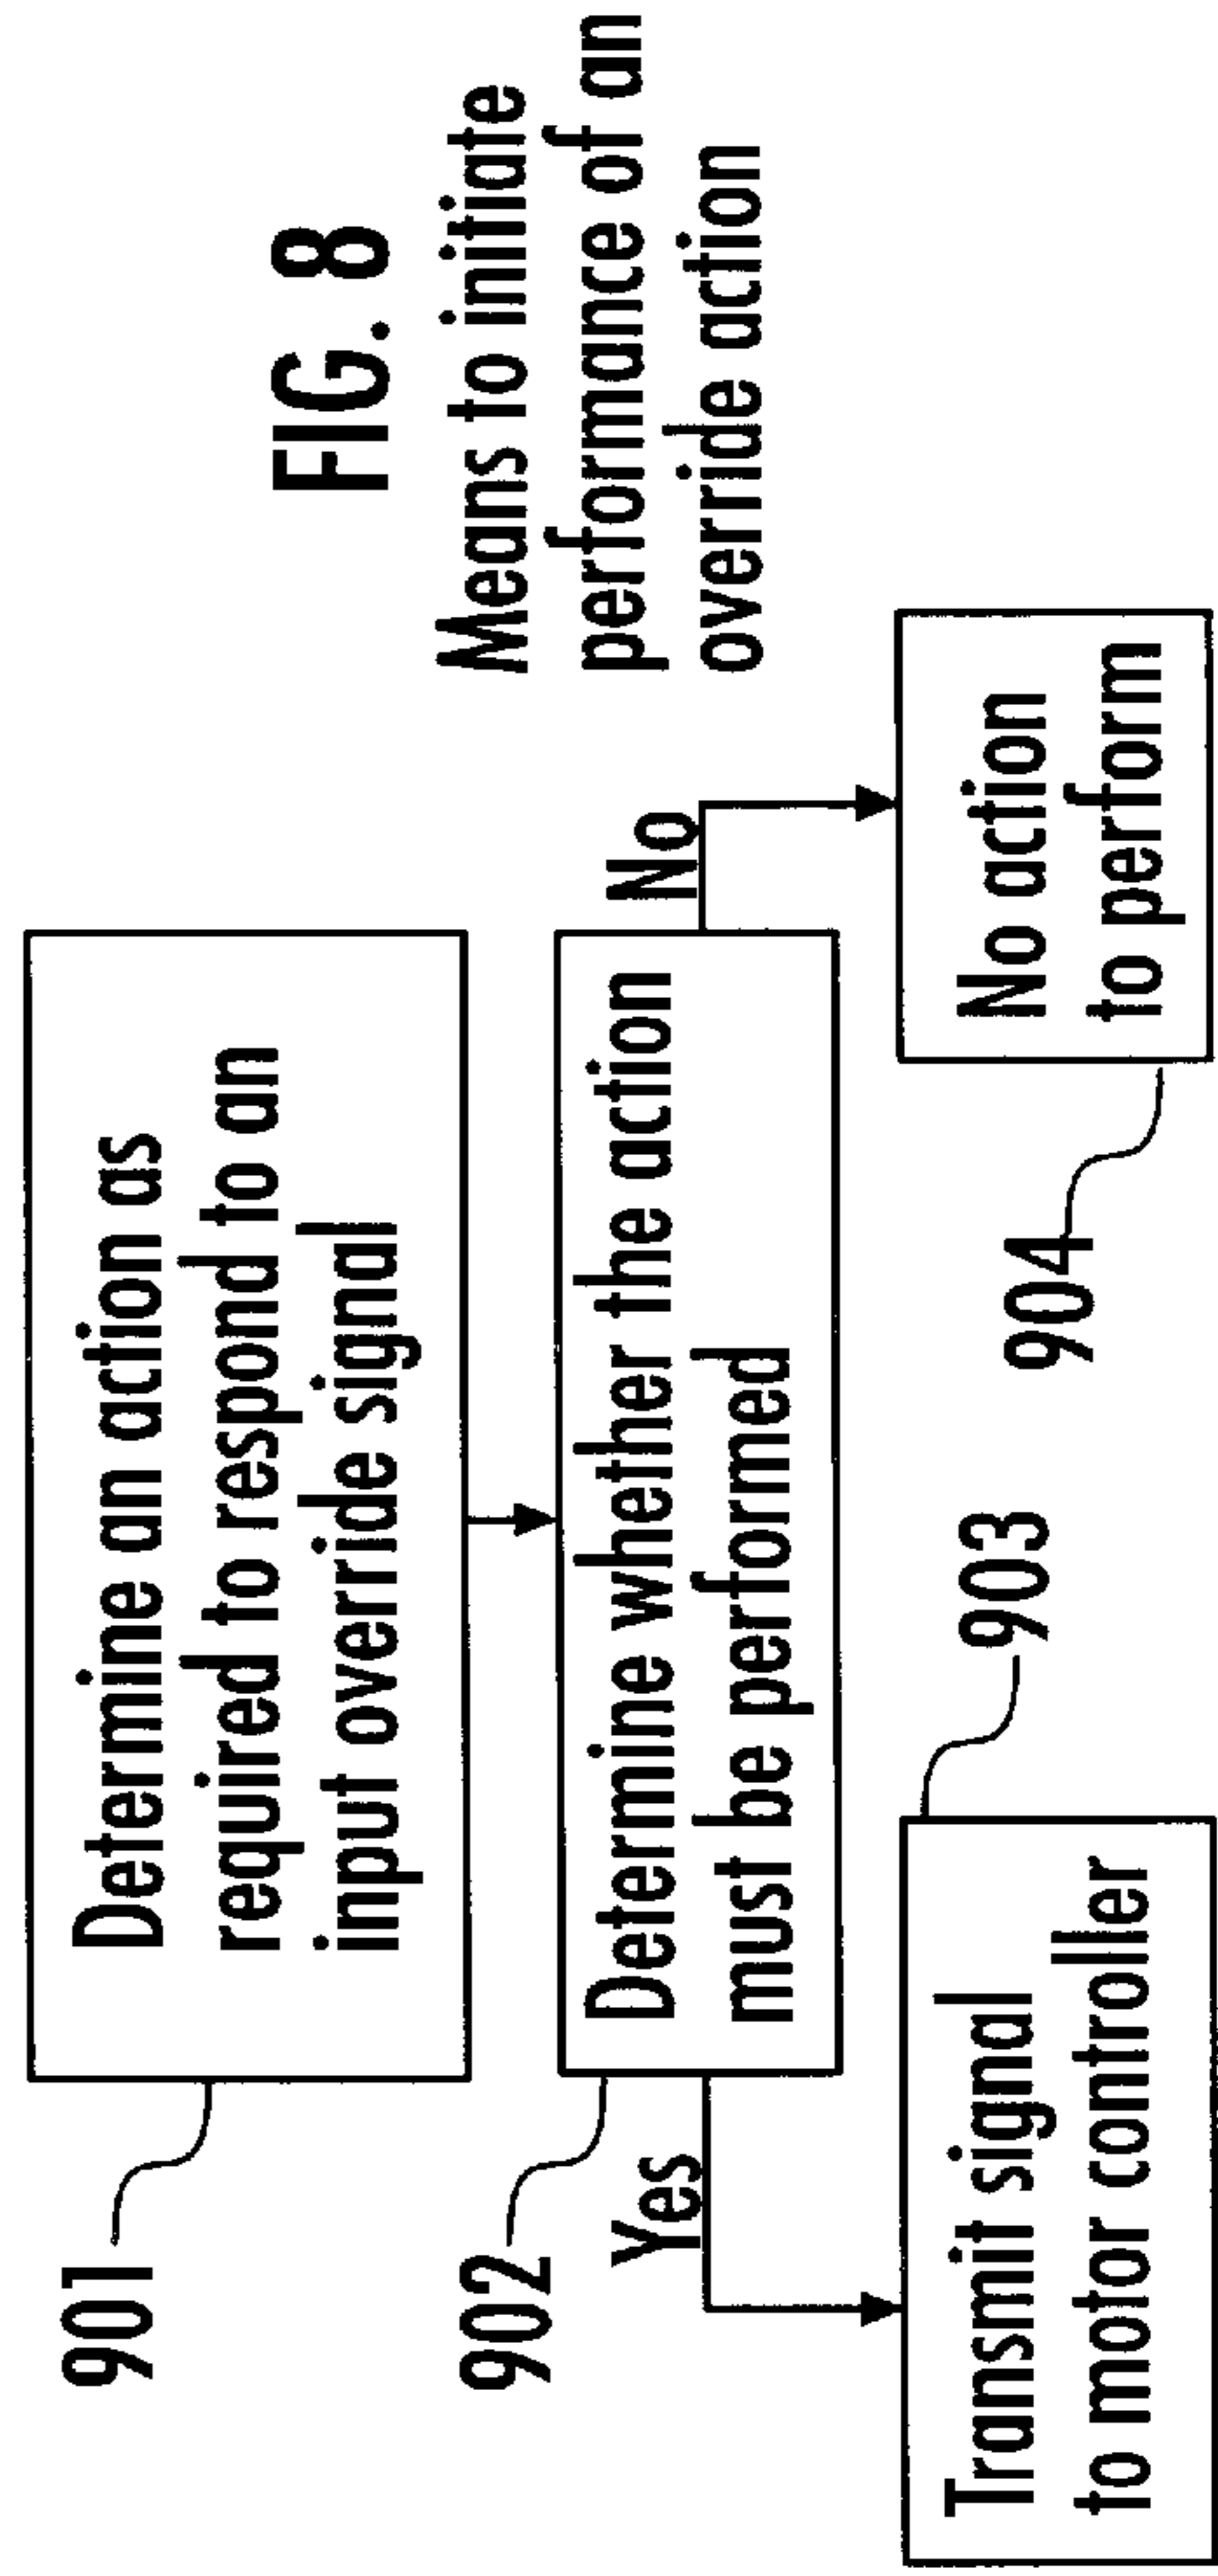 FIG. 8
Means to initiate
performance of an
override action
901
Determine an action as
required to respond to an
input override signal
902
Determine whether the action
must be performed
Yes
No
Transmit signal
to motor controller
903
904
No action
to perform